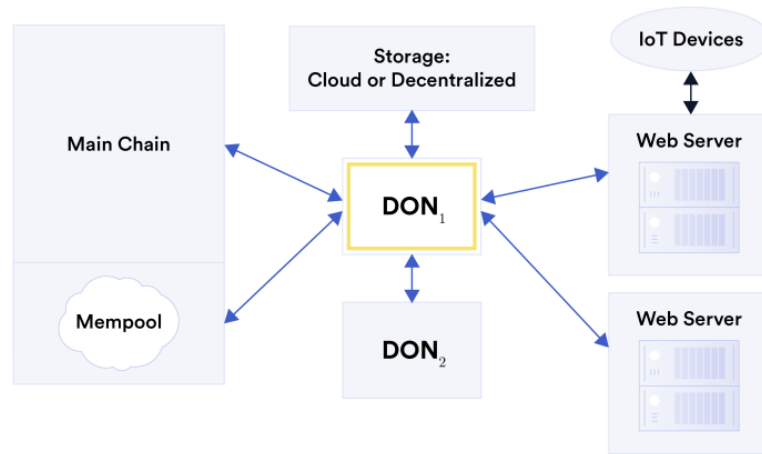 Main Chain
Mempool
Storage:
Cloud or Decentralized
DON₁
DON₂
IoT Devices
Web Server
Web Server